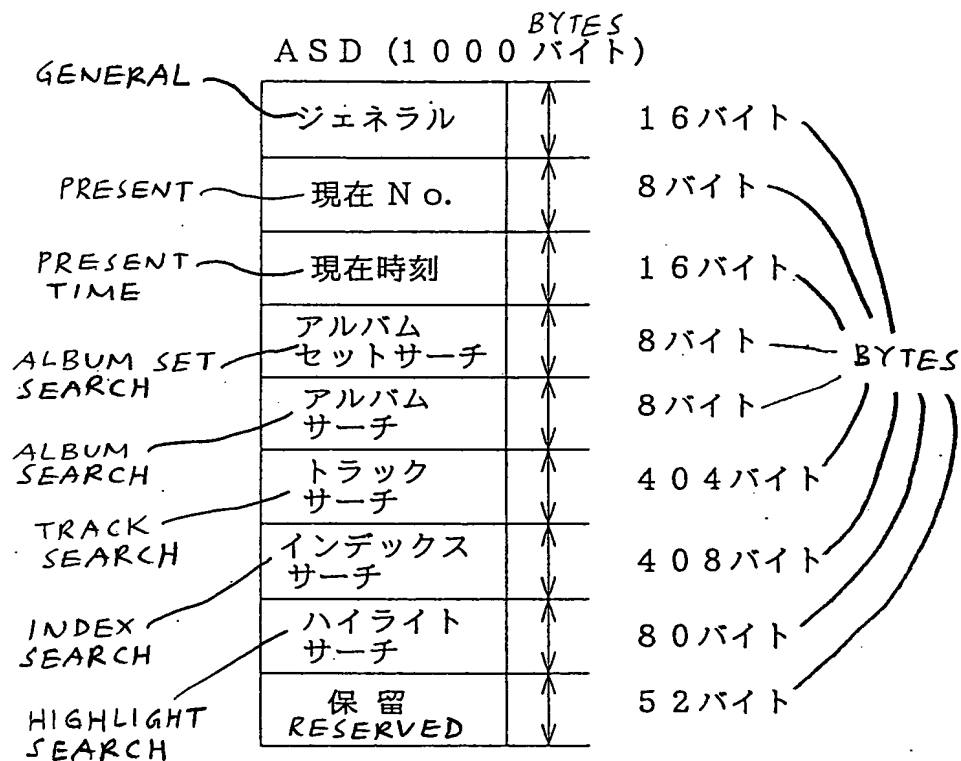 BYTES
ASD (1000バイト)
GENERAL
ジェネラル
16バイト
PRESENT
現在 No.
8バイト
PRESENT
TIME
現在時刻
16バイト
ALBUM SET
SEARCH
アルバム
セットサーチ
8バイト
BYTES
ALBUM
SEARCH
アルバム
サーチ
8バイト
TRACK
SEARCH
トラック
サーチ
404バイト
INDEX
SEARCH
インデックス
サーチ
408バイト
HIGHLIGHT
SEARCH
ハイライト
サーチ
80バイト
保留
RESERVED
52バイト